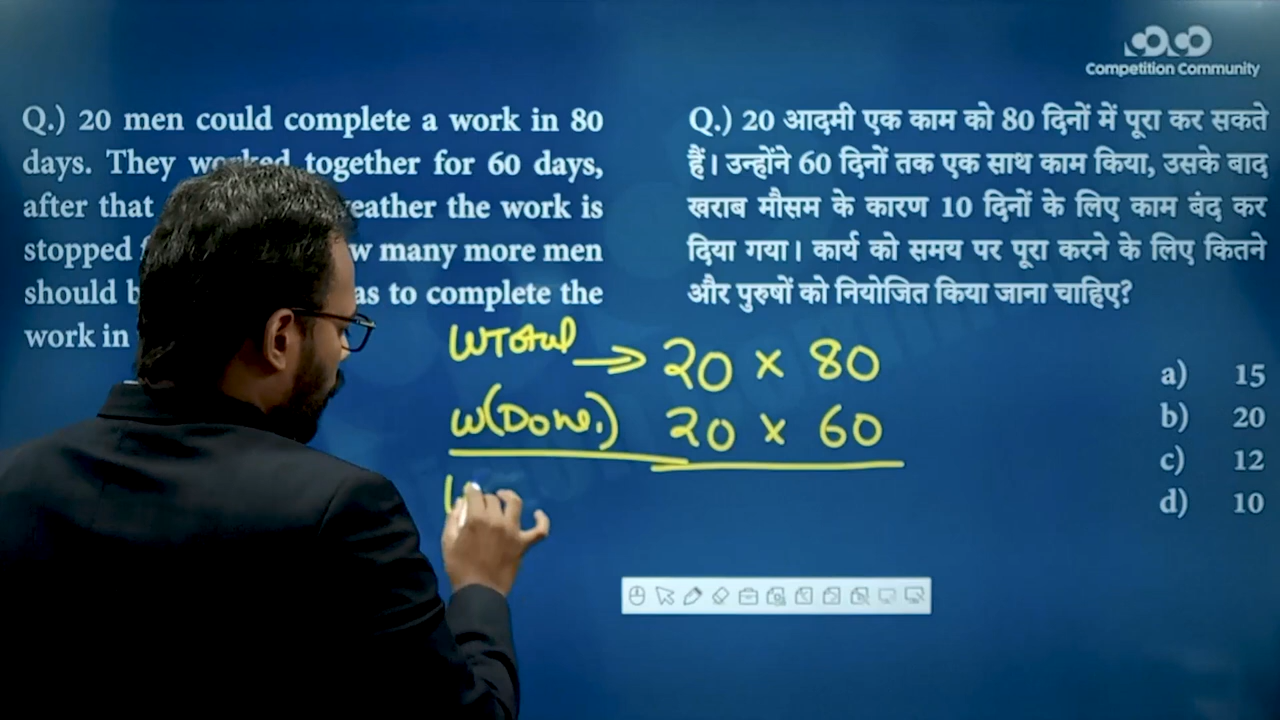 Competition Community
Q.) 20 men could complete a work in 80
days. They worked together for 60 days,
after that weather the work is
stopped many more men
should as to complete the
work in
Q.) 20 आदमी एक काम को 80 दिनों में पूरा कर सकते
हैं। उन्होंने 60 दिनों तक एक साथ काम किया, उसके बाद
खराब मौसम के कारण 10 दिनों के लिए काम बंद कर
दिया गया। कार्य को समय पर पूरा करने के लिए कितने
और पुरुषों को नियोजित किया जाना चाहिए?
a) 15
b) 20
c) 12
d) 10
WTotal → 20 × 80
W(Done.) 20 × 60